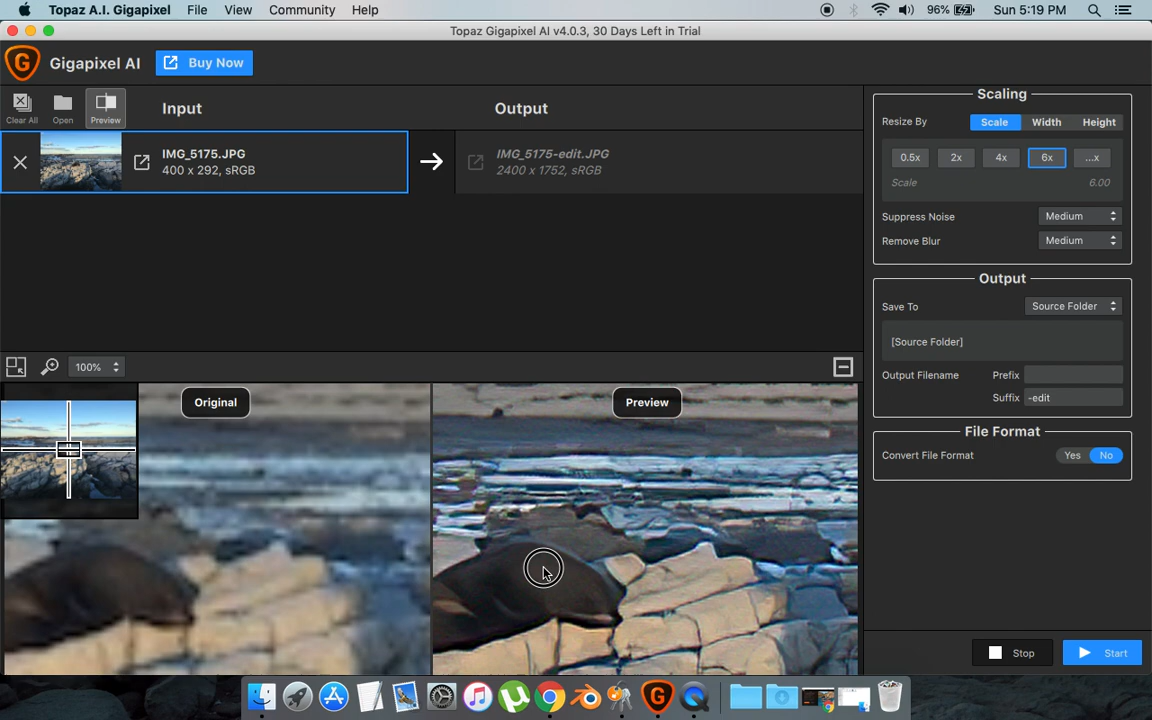 Topaz A.I. Gigapixel File View Community Help 96% Sun 5:19 PM
Topaz Gigapixel AI v4.0.3, 30 Days Left in Trial
G Gigapixel AI Buy Now
Clear All Open Preview Input Output
IMG_5175.JPG
400 x 292, sRGB
IMG_5175-edit.JPG
2400 x 1752, sRGB
100%
Original Preview
Scaling
Resize By Scale Width Height
0.5x 2x 4x 6x ...x
Scale 6.00
Suppress Noise Medium
Remove Blur Medium
Output
Save To Source Folder
[Source Folder]
Output Filename Prefix
Suffix -edit
File Format
Convert File Format Yes No
Stop Start